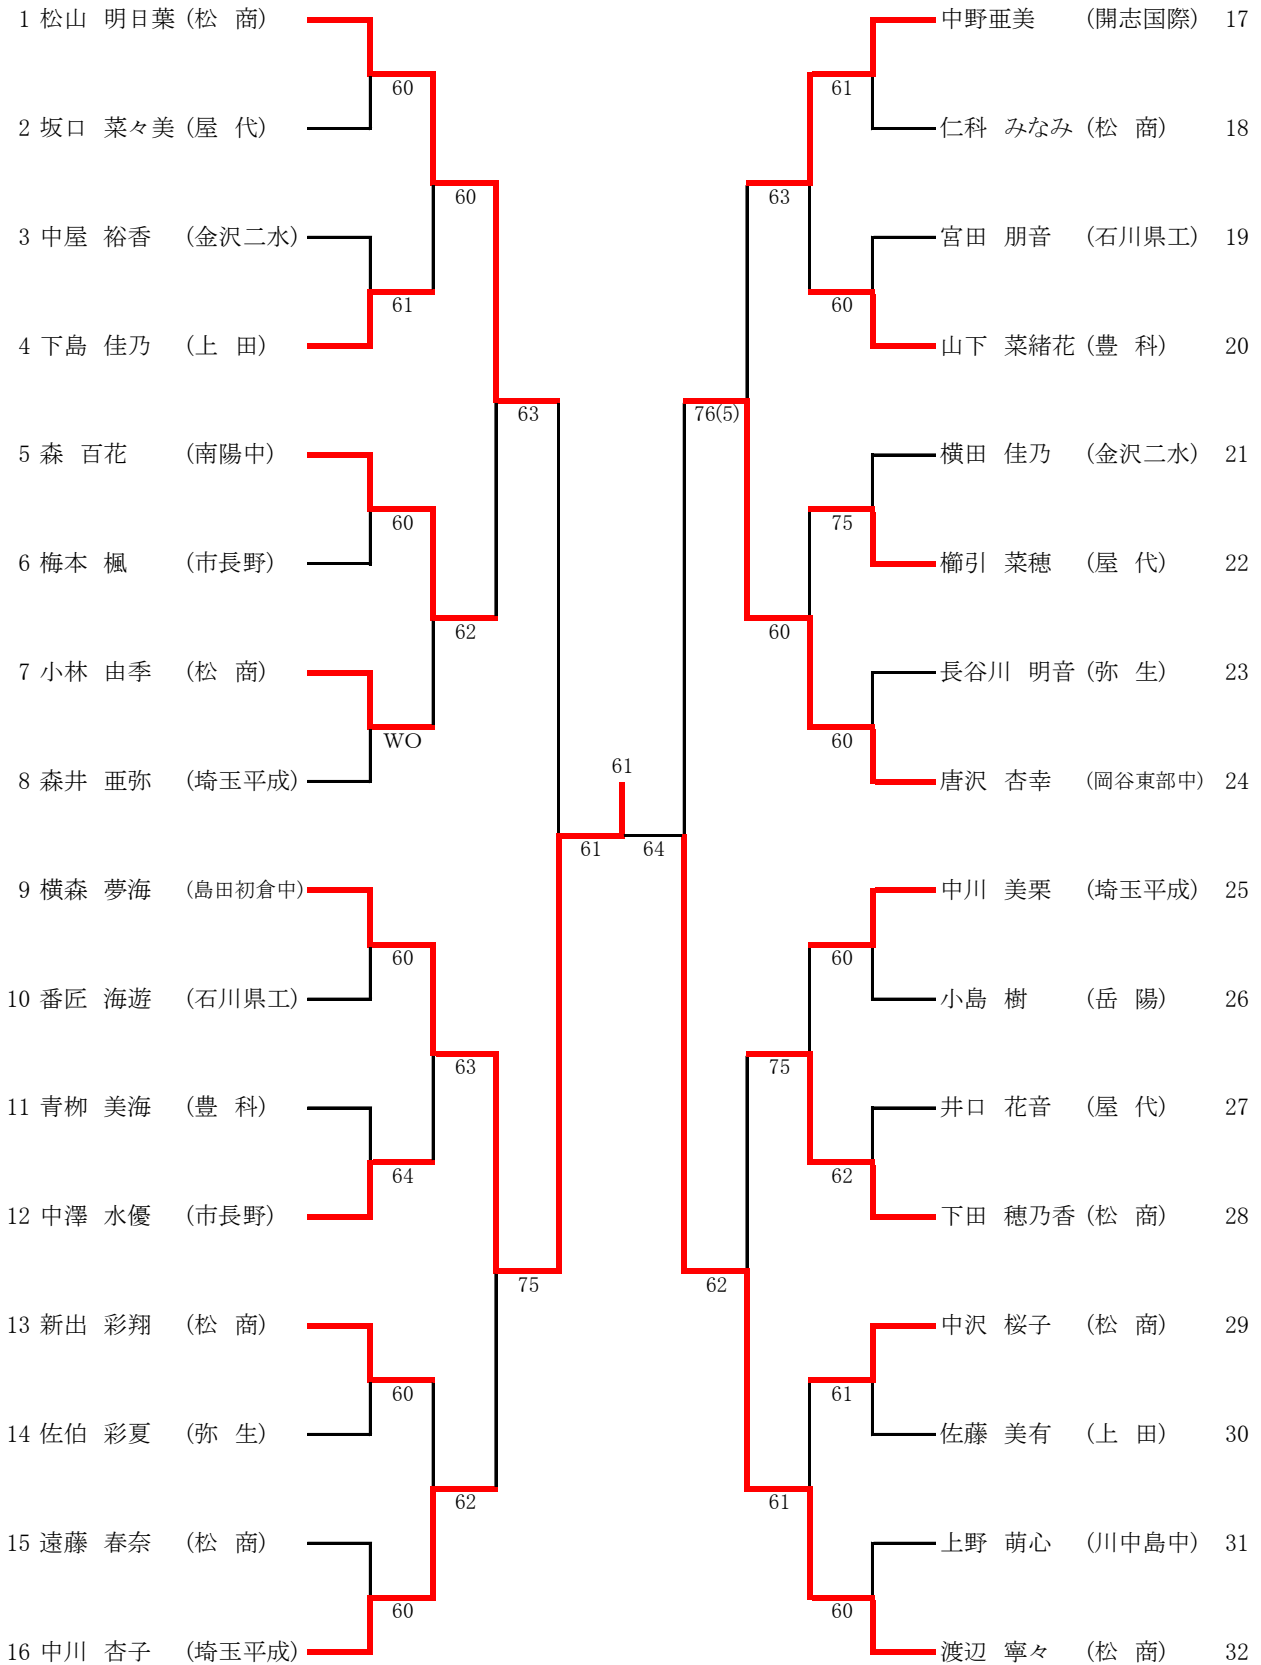 1 松山 明日葉 (松 商)
60
2 坂口 菜々美 (屋 代)
60
3 中屋 裕香 (金沢二水)
61
4 下島 佳乃 (上 田)
63
5 森 百花 (南陽中)
60
6 梅本 楓 (市長野)
62
7 小林 由季 (松 商)
WO
8 森井 亜弥 (埼玉平成)
61
61
64
9 横森 夢海 (島田初倉中)
60
10 番匠 海遊 (石川県工)
63
11 青栁 美海 (豊 科)
64
12 中澤 水優 (市長野)
75
13 新出 彩翔 (松 商)
60
14 佐伯 彩夏 (弥 生)
62
15 遠藤 春奈 (松 商)
60
16 中川 杏子 (埼玉平成)
中野亜美 (開志国際) 17
61
仁科 みなみ (松 商) 18
63
宮田 朋音 (石川県工) 19
60
山下 菜緒花 (豊 科) 20
76(5)
横田 佳乃 (金沢二水) 21
75
櫛引 菜穂 (屋 代) 22
60
長谷川 明音 (弥 生) 23
60
唐沢 杏幸 (岡谷東部中) 24
中川 美栗 (埼玉平成) 25
60
小島 樹 (岳 陽) 26
75
井口 花音 (屋 代) 27
62
下田 穂乃香 (松 商) 28
62
中沢 桜子 (松 商) 29
61
佐藤 美有 (上 田) 30
61
上野 萌心 (川中島中) 31
60
渡辺 寧々 (松 商) 32